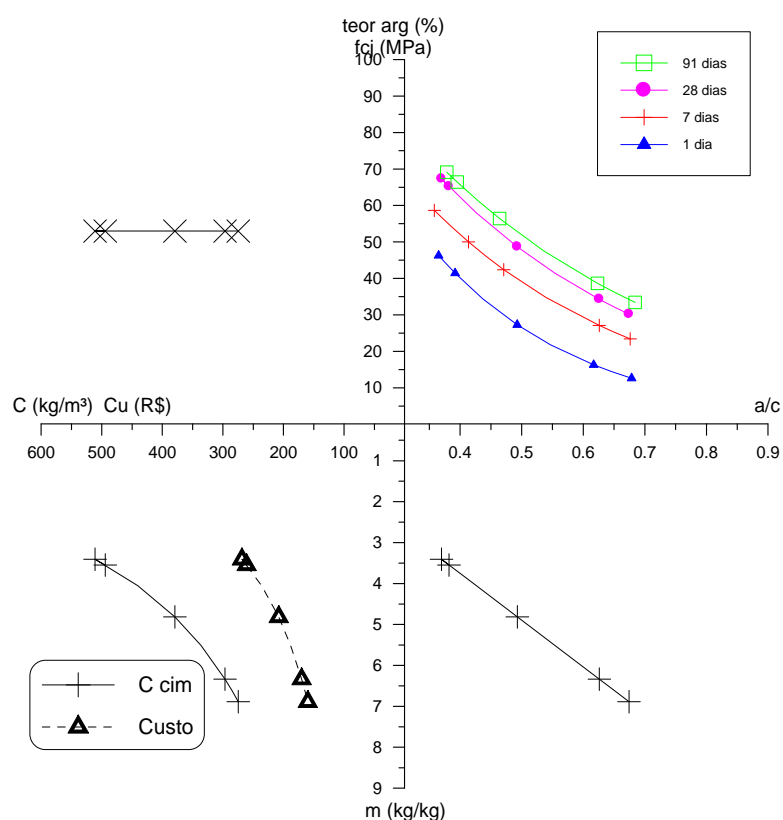 teor arg (%)
fcj (MPa)
100
90
80
70
60
50
40
30
20
10
91 dias
28 dias
7 dias
1 dia
C (kg/m³) Cu (R$)
a/c
600 500 400 300 200 100
0.4 0.5 0.6 0.7 0.8 0.9
1
2
3
4
5
6
7
8
9
C cim
Custo
m (kg/kg)